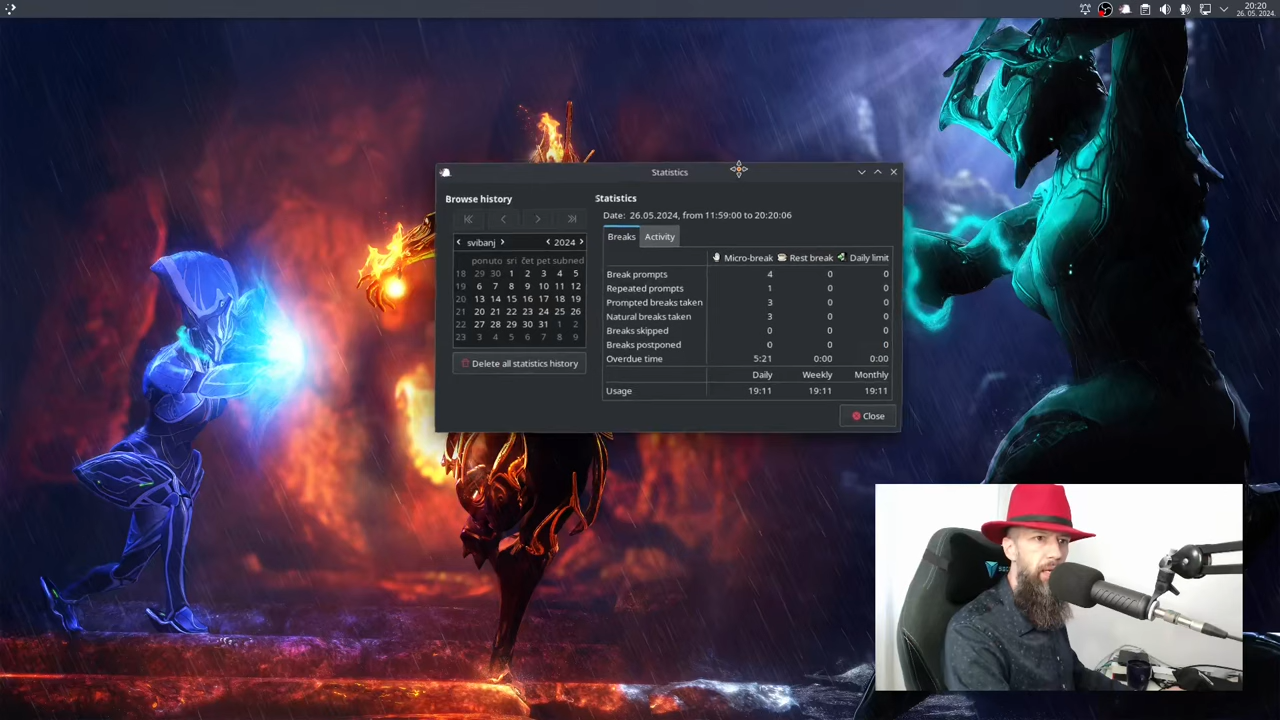 20:20
26. 05. 2024.
Statistics
Browse history
svibanj 2024
ponuto sri čet pet subned
18 29 30 1 2 3 4 5
19 6 7 8 9 10 11 12
20 13 14 15 16 17 18 19
21 20 21 22 23 24 25 26
22 27 28 29 30 31 1 2
23 3 4 5 6 7 8 9
Delete all statistics history
Statistics
Date: 26.05.2024, from 11:59:00 to 20:20:06
Breaks Activity
Micro-break Rest break Daily limit
Break prompts 4 0 0
Repeated prompts 1 0 0
Prompted breaks taken 3 0 0
Natural breaks taken 3 0 0
Breaks skipped 0 0 0
Breaks postponed 0 0 0
Overdue time 5:21 0:00 0:00
Daily Weekly Monthly
Usage 19:11 19:11 19:11
Close